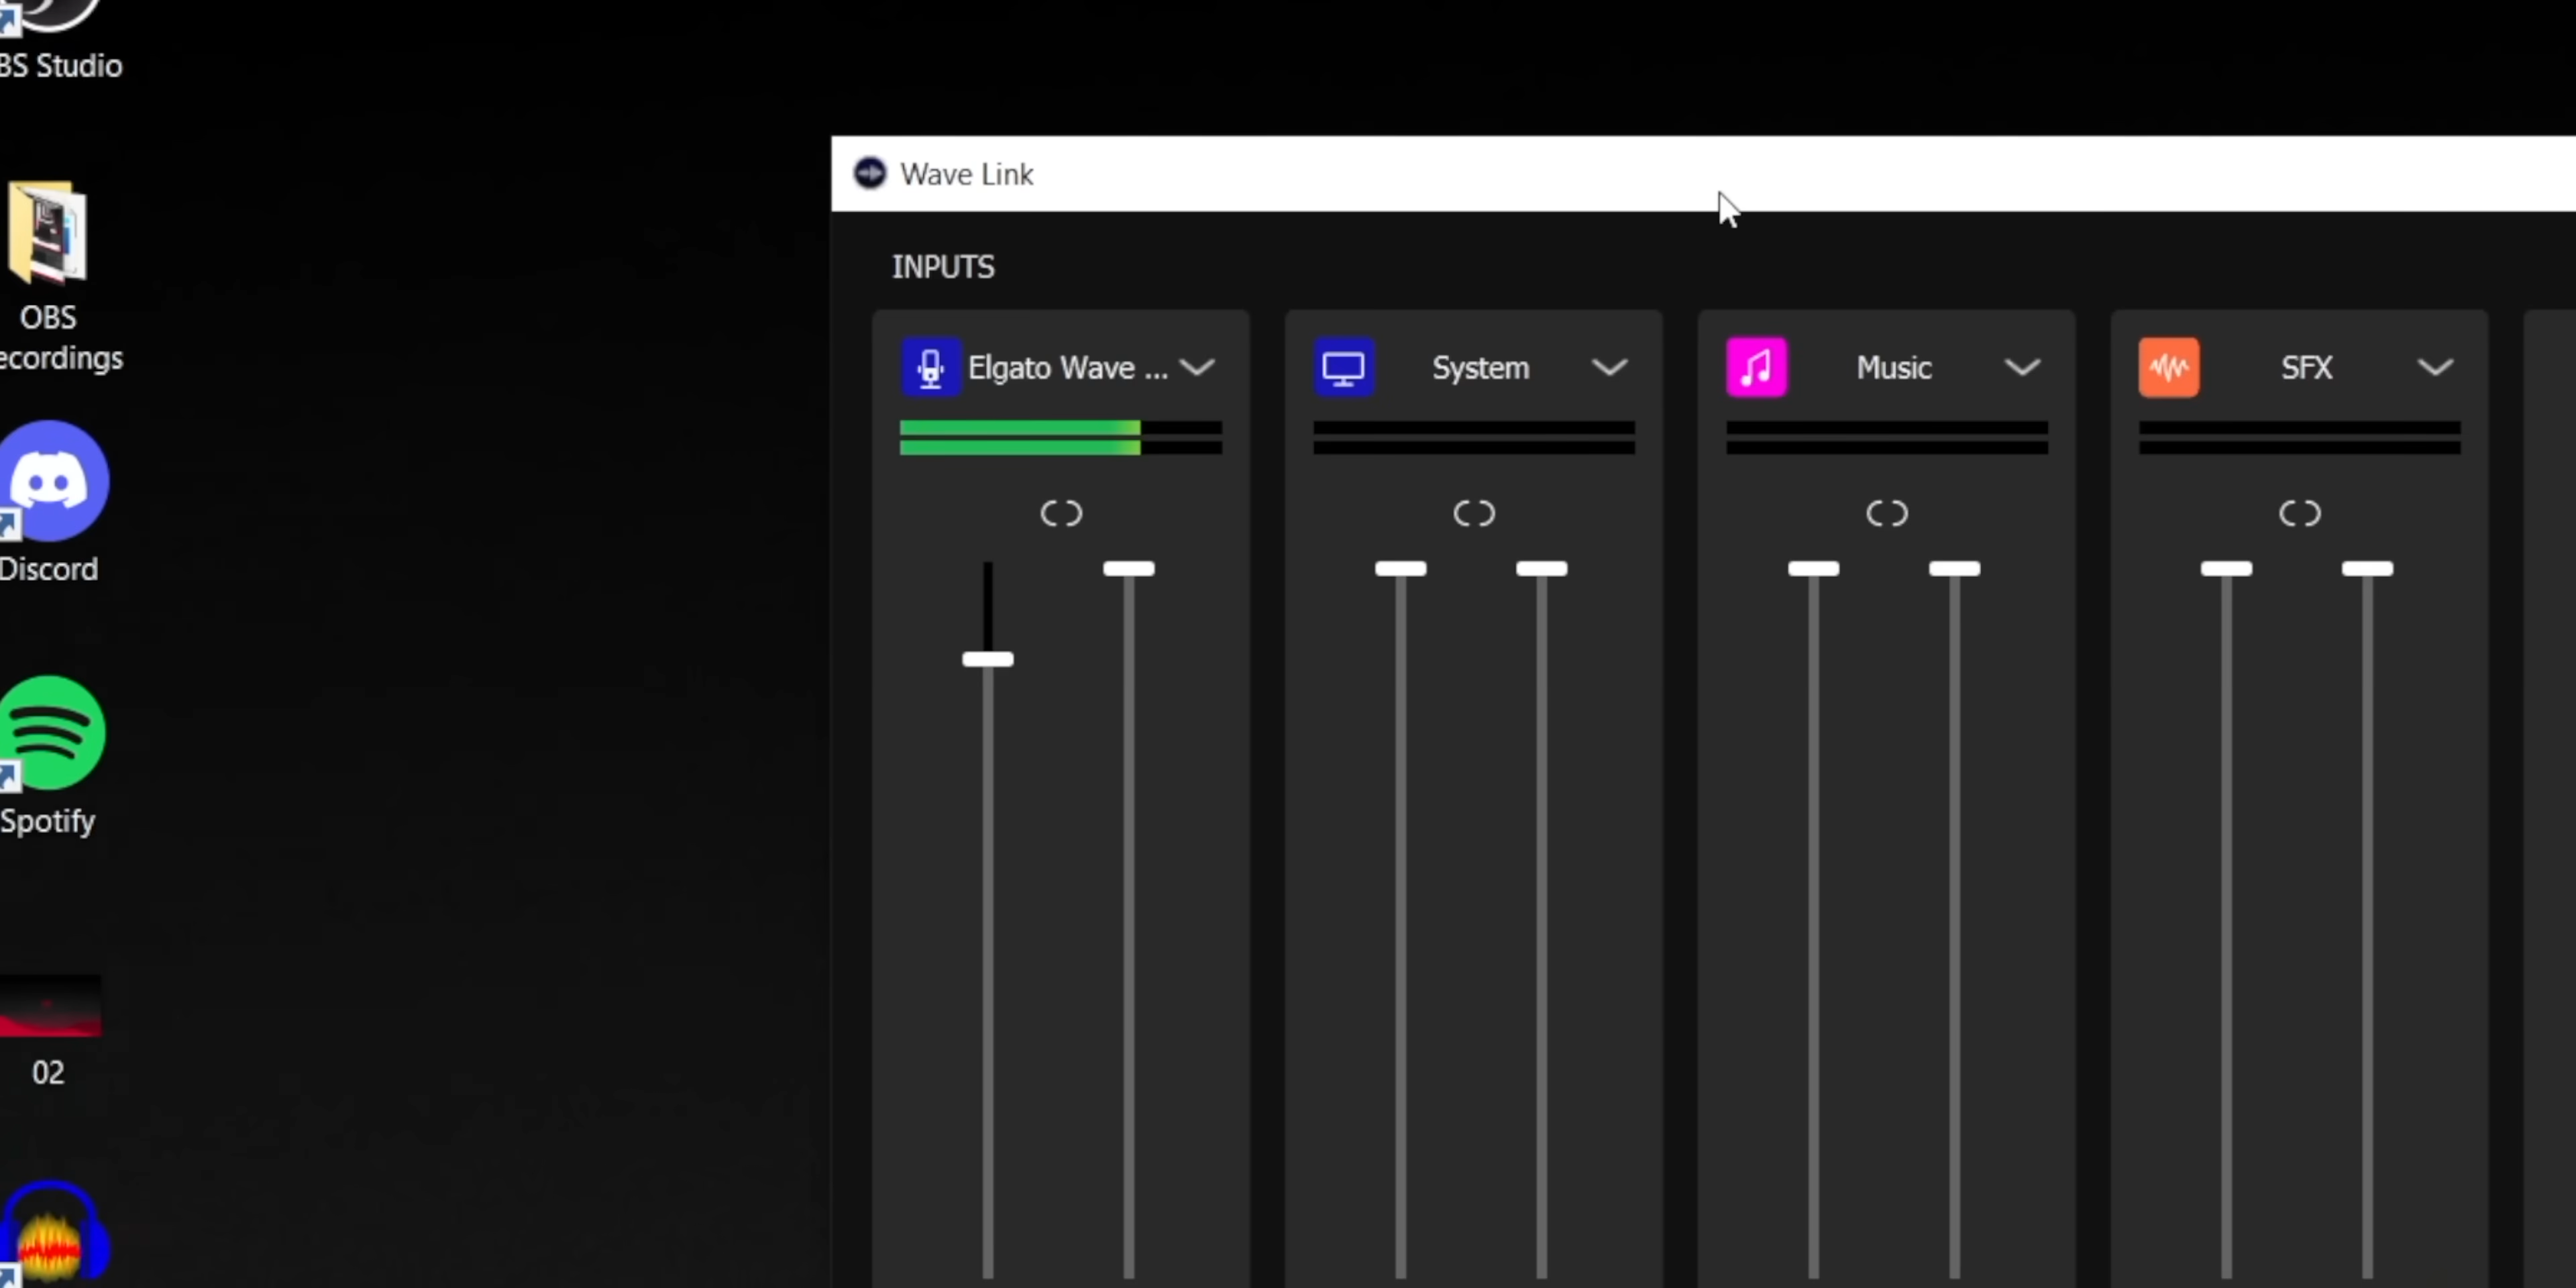 BS Studio
OBS
ecordings
Discord
Spotify
02
Wave Link
INPUTS
Elgato Wave ...
System
Music
SFX